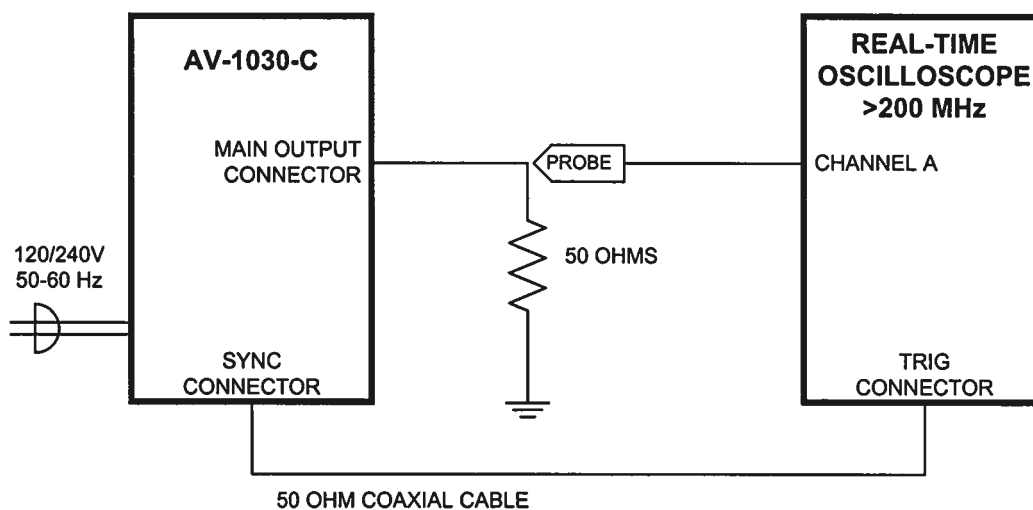 AV-1030-C
MAIN OUTPUT
CONNECTOR
120/240V
50-60 Hz
SYNC
CONNECTOR
PROBE
50 OHMS
REAL-TIME
OSCILLOSCOPE
>200 MHz
CHANNEL A
TRIG
CONNECTOR
50 OHM COAXIAL CABLE